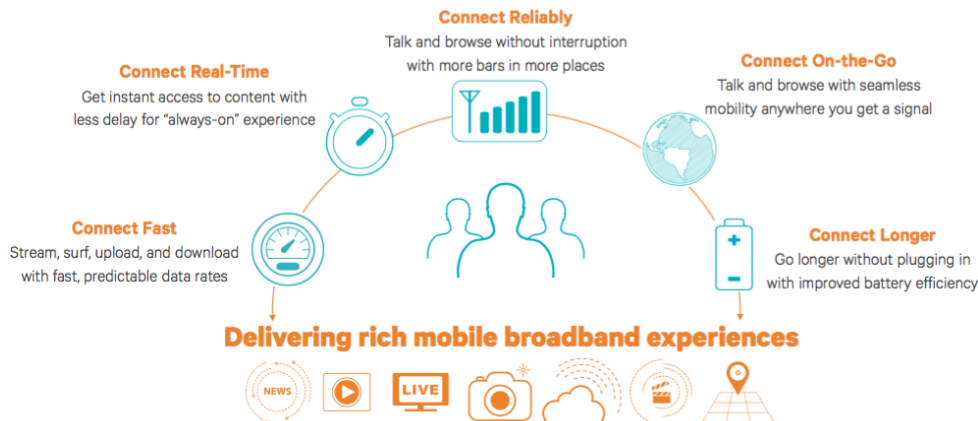 Connect Reliably
Talk and browse without interruption
with more bars in more places
Connect Real-Time
Get instant access to content with
less delay for “always-on” experience
Connect On-the-Go
Talk and browse with seamless
mobility anywhere you get a signal
Connect Fast
Stream, surf, upload, and download
with fast, predictable data rates
Connect Longer
Go longer without plugging in
with improved battery efficiency
Delivering rich mobile broadband experiences
NEWS
LIVE